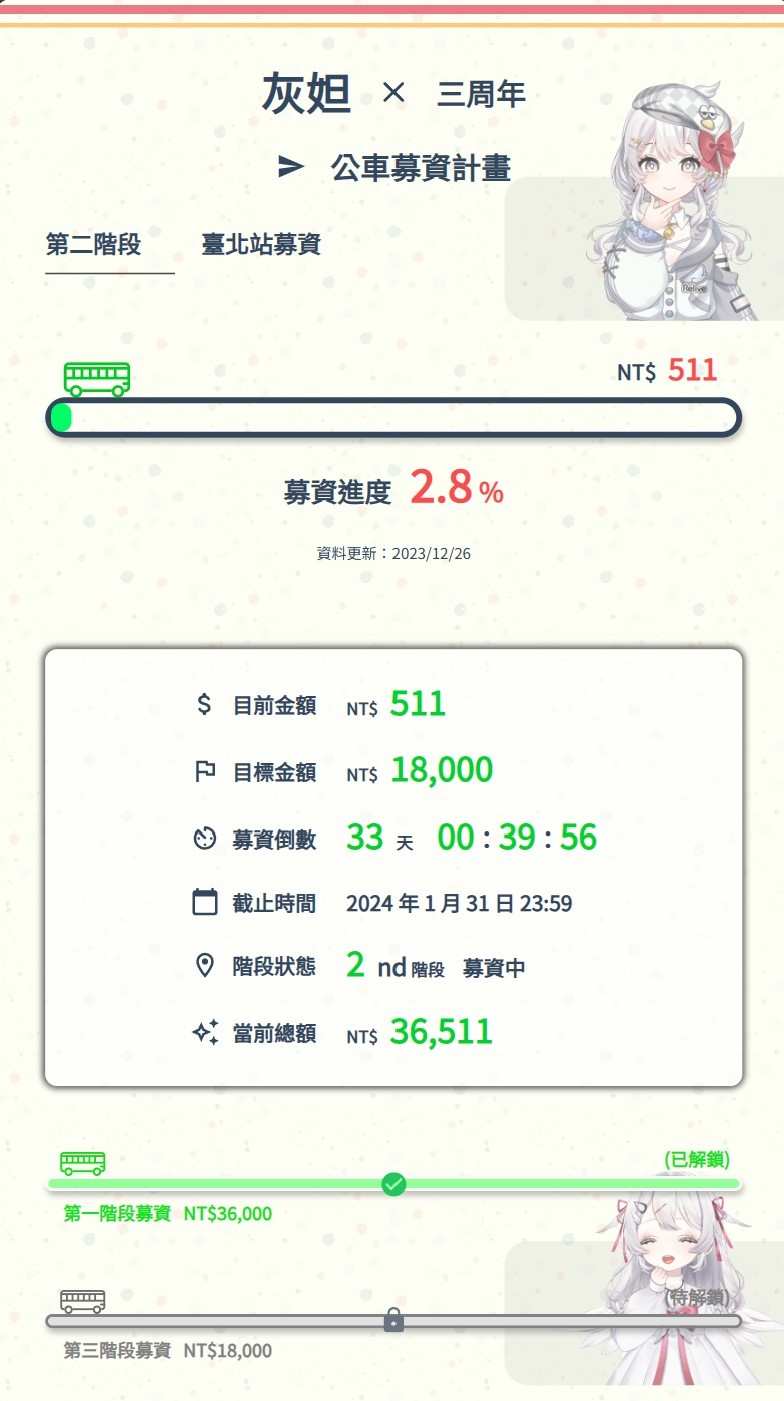 灰妲 × 三周年
公車募資計畫
第二階段 臺北站募資
Relive
NT$ 511
募資進度 2.8 %
資料更新：2023/12/26
目前金額 NT$ 511
目標金額 NT$ 18,000
募資倒數 33 天 00 : 39 : 56
截止時間 2024 年 1 月 31 日 23:59
階段狀態 2 nd 階段 募資中
當前總額 NT$ 36,511
(已解鎖)
第一階段募資 NT$36,000
(待解鎖)
第三階段募資 NT$18,000